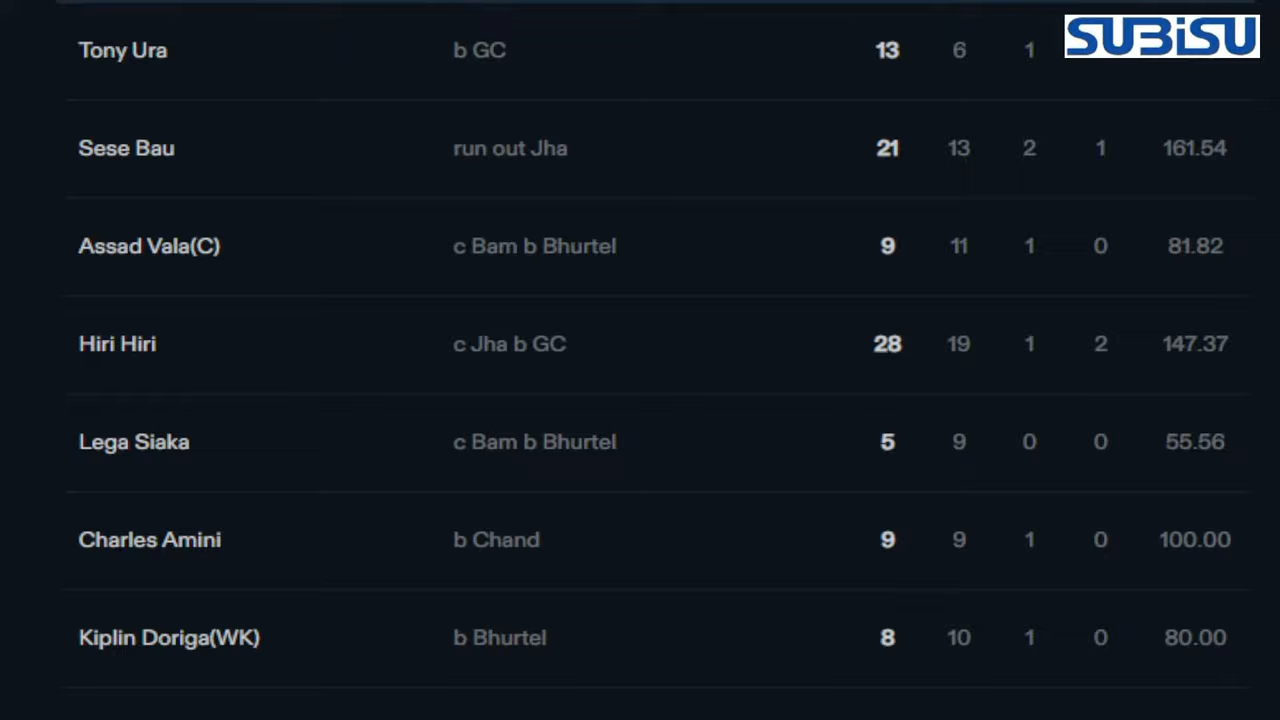 SUBISU
Tony Ura b GC 13 6 1
Sese Bau run out Jha 21 13 2 1 161.54
Assad Vala(C) c Bam b Bhurtel 9 11 1 0 81.82
Hiri Hiri c Jha b GC 28 19 1 2 147.37
Lega Siaka c Bam b Bhurtel 5 9 0 0 55.56
Charles Amini b Chand 9 9 1 0 100.00
Kiplin Doriga(WK) b Bhurtel 8 10 1 0 80.00